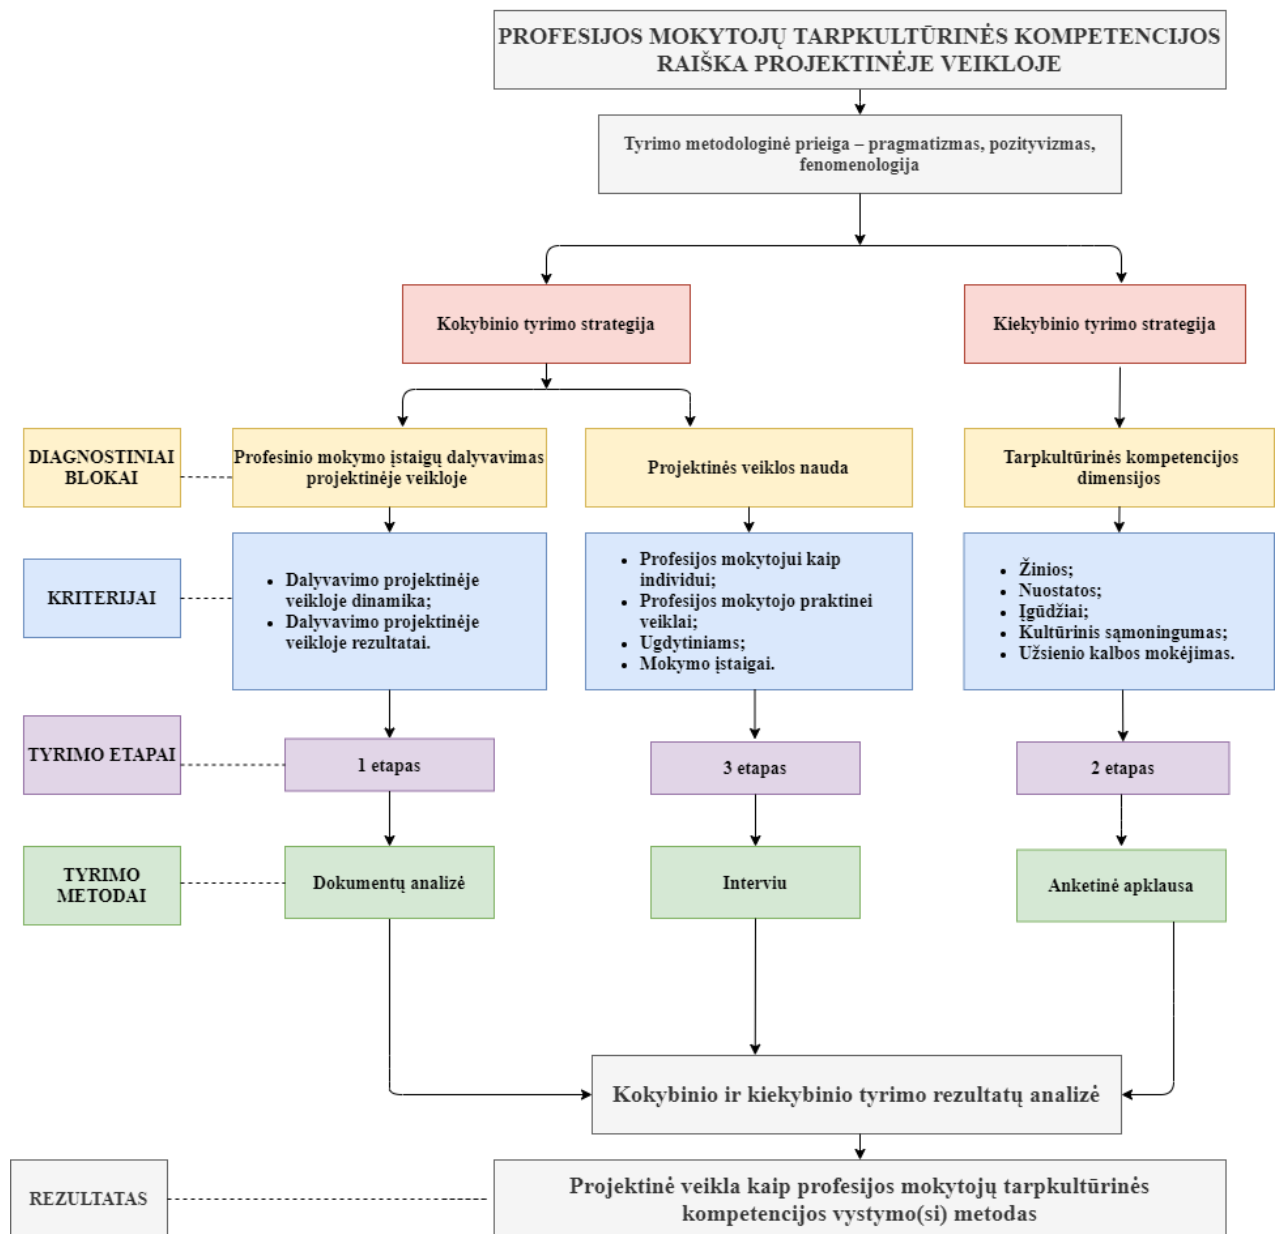 PROFESIJOS MOKYTOJŲ TARPKULTŪRINĖS KOMPETENCIJOS
RAIŠKA PROJEKTINĖJE VEIKLOJE
Tyrimo metodologinė prieiga – pragmatizmas, pozityvizmas,
fenomenologija
Kokybinio tyrimo strategija
Kiekybinio tyrimo strategija
DIAGNOSTINIAI
BLOKAI
Profesinio mokymo įstaigų dalyvavimas
projektinėje veikloje
Projektinės veiklos nauda
Tarpkultūrinės kompetencijos
dimensijos
KRITERIJAI
• Dalyvavimo projektinėje
veikloje dinamika;
• Dalyvavimo projektinėje
veikloje rezultatai.
• Profesijos mokytojui kaip
individui;
• Profesijos mokytojo praktinei
veiklai;
• Ugdytiniams;
• Mokymo įstaigai.
• Žinios;
• Nuostatos;
• Įgūdžiai;
• Kultūrinis sąmoningumas;
• Užsienio kalbos mokėjimas.
TYRIMO ETAPAI
1 etapas
3 etapas
2 etapas
TYRIMO
METODAI
Dokumentų analizė
Interviu
Anketinė apklausa
Kokybinio ir kiekybinio tyrimo rezultatų analizė
REZULTATAS
Projektinė veikla kaip profesijos mokytojų tarpkultūrinės
kompetencijos vystymo(si) metodas